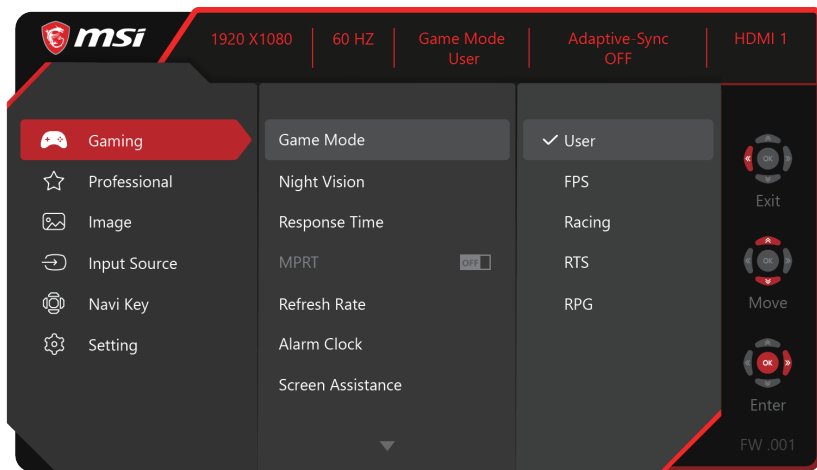 msi
1920 X1080
60 HZ
Game Mode
User
Adaptive-Sync
OFF
HDMI 1
Gaming
Professional
Image
Input Source
Navi Key
Setting
Game Mode
Night Vision
Response Time
MPRT
OFF
Refresh Rate
Alarm Clock
Screen Assistance
User
FPS
Racing
RTS
RPG
OK
Exit
OK
Move
OK
Enter
FW .001